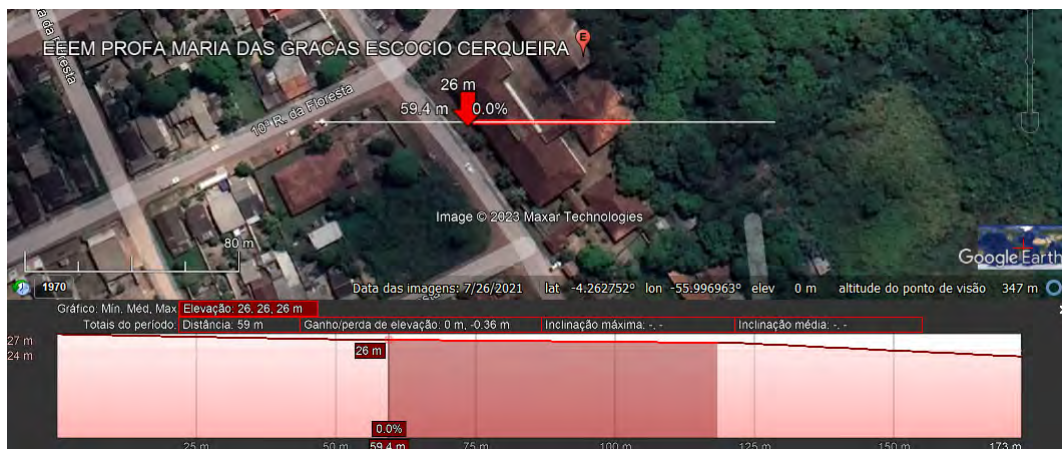 a da Floresta
EEEM PROFA MARIA DAS GRACAS ESCOCIO CERQUEIRA
E
26 m
59.4 m 0.0%
10ª R. da Floresta
Image © 2023 Maxar Technologies
80 m
Google Earth
1970
Data das imagens: 7/26/2021 lat -4.262752° lon -55.996963° elev 0 m altitude do ponto de visão 347 m
Gráfico: Mín, Méd, Max Elevação: 26, 26, 26 m
Totais do período: Distância: 59 m Ganho/perda de elevação: 0 m, -0.36 m Inclinação máxima: -, - Inclinação média: -, -
27 m
24 m
26 m
0.0%
25 m 50 m 59.4 m 75 m 100 m 125 m 150 m 173 m